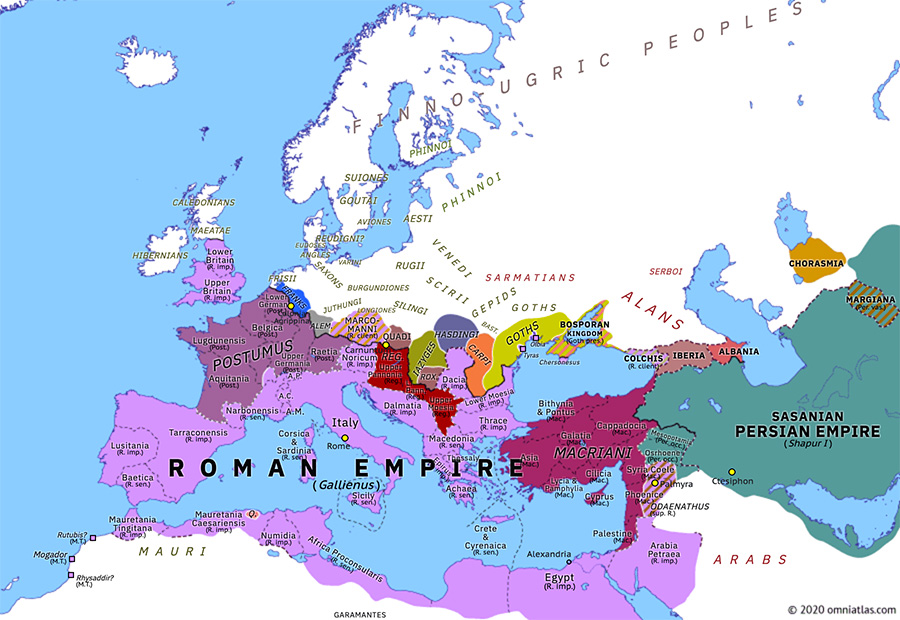 FINNO-UGRIC PEOPLES
PHINNOI
SUIONES
GOUTAI
PHINNOI
CALEDONIANS
AVIONES
AESTI
MAEATAE
REUDIGNI?
EUDOSES
ANGLES
HIBERNIANS
Lower
Britain
(R. imp.)
VARINI
SAXONS
RUGII
VENEDI
CHORASMIA
FRISII
SARMATIANS
SERBOI
Upper
Britain
(R. imp.)
FRANKS
BURGUNDIONES
SCIRII
MARGIANA
(Per. vas.)
Lower
Germany
(Post.)
Agrippina
JUTHUNGI
LONGIONES
SILINGI
GEPIDS
GOTHS
ALANS
Belgica
(Post.)
ALEM.
MARCO-
MANNI
(R. client)
QUADI
HASDINGI
BAST.
GOTHS
BOSPORAN
KINGDOM
(Goth pres.)
Lugdunensis
(Post.)
POSTUMUS
Upper
Germania
(Post.)
Raetia
(Post.)
Carnuntum
Noricum
(R. imp.)
REG.
Upper
Pannonia
(Reg.)
IAZYGES
CARPI
Olbia
Tyras
Chersonesus
COLCHIS
(R. client)
IBERIA
ALBANIA
Aquitania
(Post.)
A.P.
ROX.
Dacia
(R. imp.)
A.C.
Dalmatia
(R. imp.)
Upper
Moesia
(Reg.)
Lower Moesia
(R. imp.)
Narbonensis
(R. sen.)
A.M.
Italy
Bithynia
& Pontus
(Mac.)
Thrace
(R. imp.)
Tarraconensis
(R. imp.)
Corsica
&
Sardinia
(R. sen.)
Rome
Macedonia
(R. sen.)
Cappadocia
(Mac.)
SASANIAN
PERSIAN EMPIRE
(Shapur I)
Lusitania
(R. imp.)
Galatia
(Mac.)
Mesopotamia
(Per. occ.)
MACRIANI
Thessaly
Epirus
Osrhoene
(Per. occ.)
ROMAN EMPIRE
(Gallienus)
Asia
(Mac.)
Baetica
(R. sen.)
Cilicia
(Mac.)
Syria Coele
(Mac.)
Lycia &
Pamphylia
(Mac.)
Palmyra
Ctesiphon
Sicily
(R. sen.)
Achaea
(R. sen.)
Cyprus
(Mac.)
Phoenice
(Mac.)
ODAENATHUS
(sup. R.)
Mauretania
Tingitana
(R. imp.)
Mauretania
Caesariensis
(R. imp.)
Q.
Rutubis?
(M.T.)
Numidia
(R. imp.)
Crete
&
Cyrenaica
(R. sen.)
Palestine
(Mac.)
Mogador
(M.T.)
MAURI
Africa Proconsularis
(R. sen.)
Alexandria
Arabia
Petraea
(R. imp.)
ARABS
Rhysaddir?
(M.T.)
Egypt
(R. imp.)
GARAMANTES
© 2020 omniatlas.com